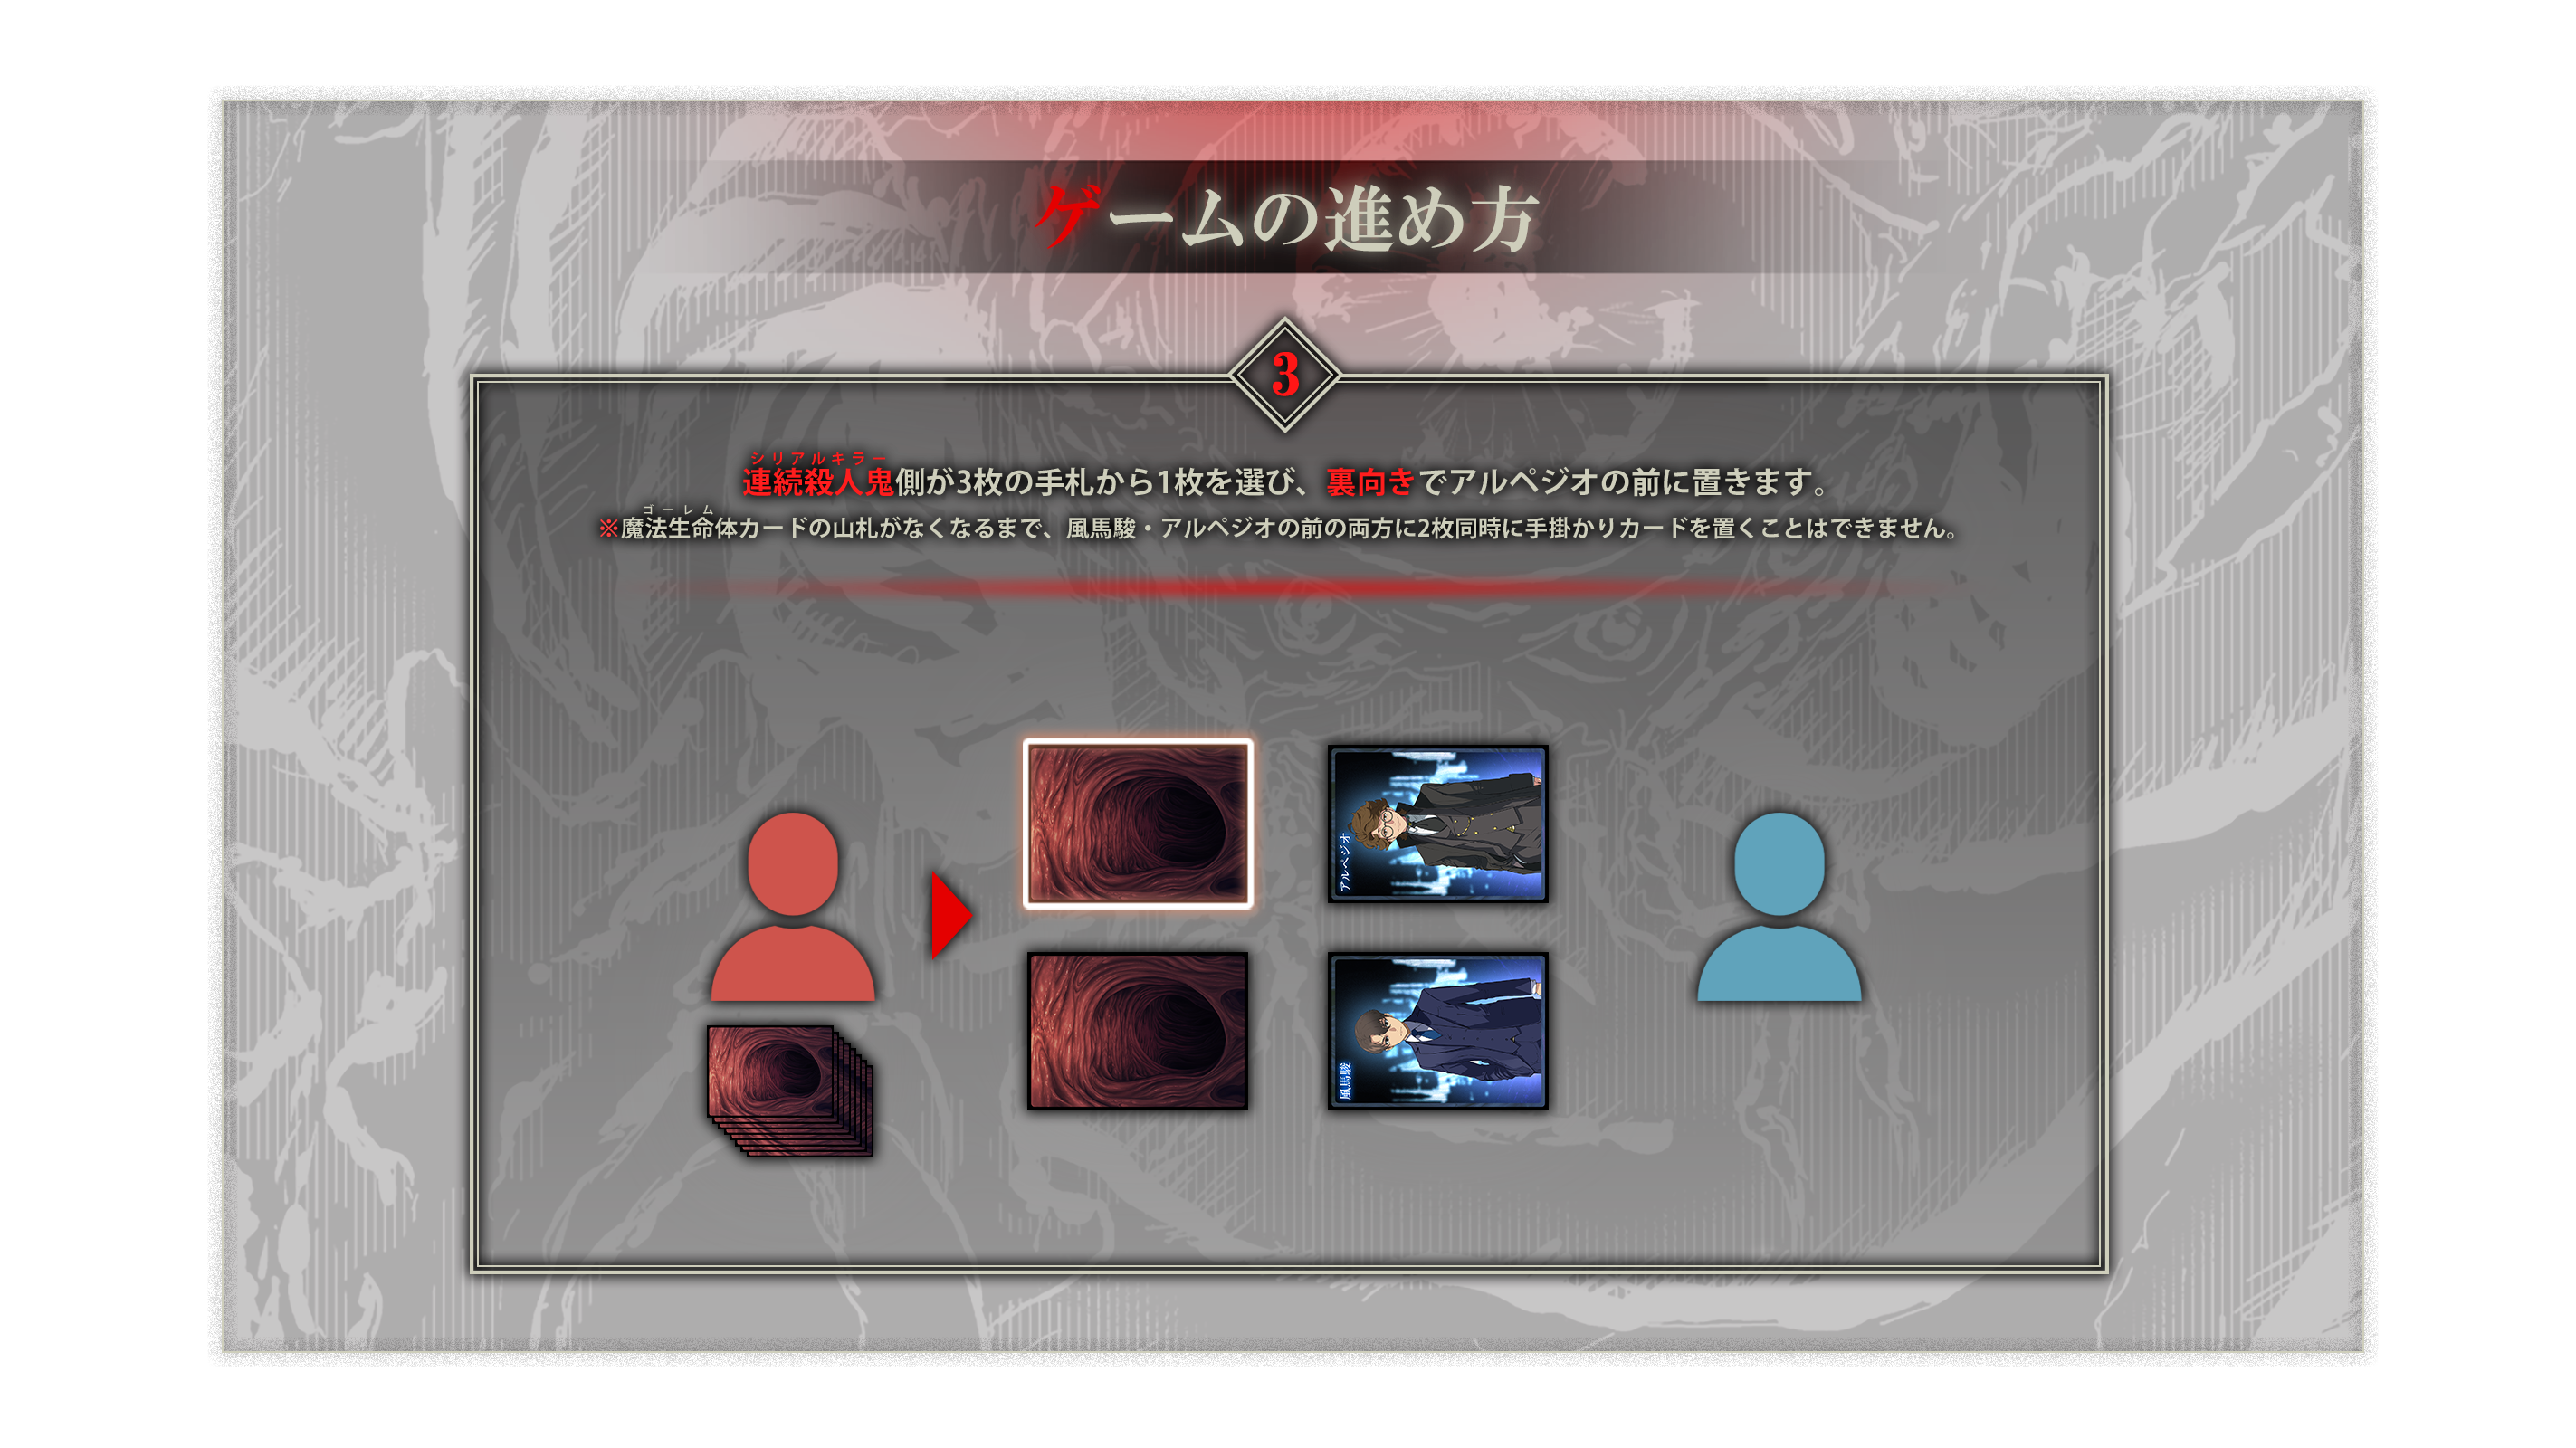 ゲームの進め方
3
シリアルキラー
連続殺人鬼側が3枚の手札から1枚を選び、裏向きでアルペジオの前に置きます。
ゴーレム
※魔法生命体カードの山札がなくなるまで、風馬駿・アルペジオの前の両方に2枚同時に手掛かりカードを置くことはできません。
アルペジオ
風馬駿